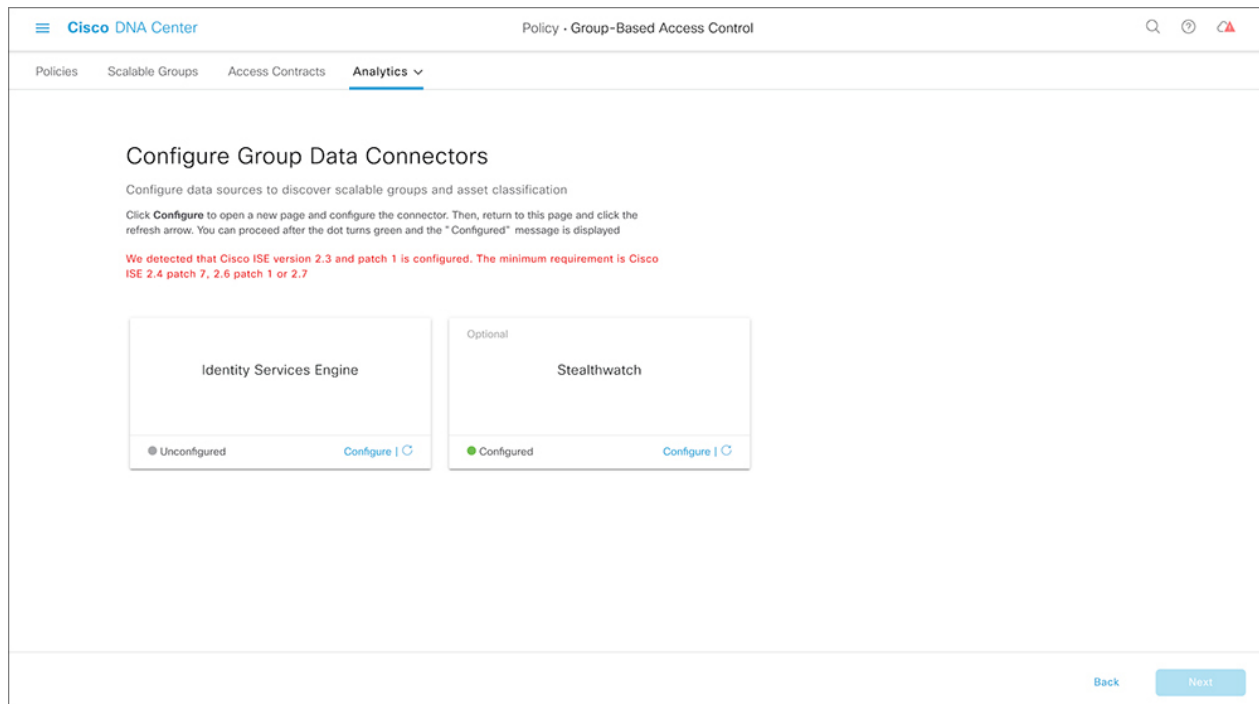 Cisco DNA Center
Policy · Group-Based Access Control
Policies Scalable Groups Access Contracts Analytics
Configure Group Data Connectors
Configure data sources to discover scalable groups and asset classification
Click Configure to open a new page and configure the connector. Then, return to this page and click the
refresh arrow. You can proceed after the dot turns green and the "Configured" message is displayed
We detected that Cisco ISE version 2.3 and patch 1 is configured. The minimum requirement is Cisco
ISE 2.4 patch 7, 2.6 patch 1 or 2.7
Identity Services Engine
Unconfigured Configure |
Optional
Stealthwatch
Configured Configure |
Back Next